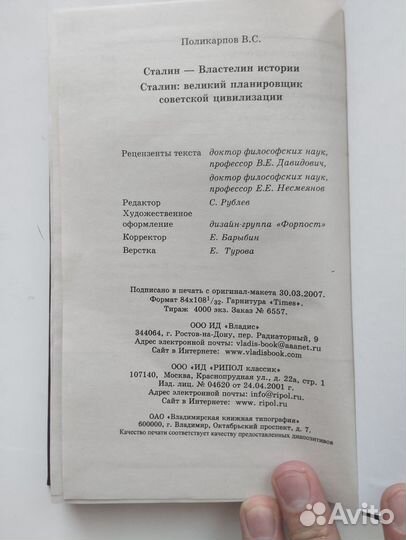 Поликарпов В.С.
Сталин — Властелин истории
Сталин: великий планировщик
советской цивилизации
Рецензенты текста доктор философских наук,
профессор В.Е. Давидович,
доктор философских наук,
профессор Е.Е. Несмеянов
Редактор С. Рублев
Художественное
оформление дизайн-группа «Форпост»
Корректор Е. Барыбин
Верстка Е. Турова
Подписано в печать с оригинал-макета 30.03.2007.
Формат 84х108¹/₃₂. Гарнитура «Times».
Тираж 4000 экз. Заказ № 6557.
ООО ИД «Владис»
344064, г. Ростов-на-Дону, пер. Радиаторный, 9
Адрес электронной почты: vladis-book@aaanet.ru
Сайт в Интернете: www.vladisbook.com
ООО «ИД «РИПОЛ классик»
107140, Москва, Краснопрудная ул., д. 22а, стр. 1
Изд. лиц. № 04620 от 24.04.2001 г.
Адрес электронной почты: info@ripol.ru
Сайт в Интернете: www. ripol.ru
ОАО «Владимирская книжная типография»
600000, г. Владимир, Октябрьский проспект, д. 7.
Качество печати соответствует качеству предоставленных диапозитивов
Avito